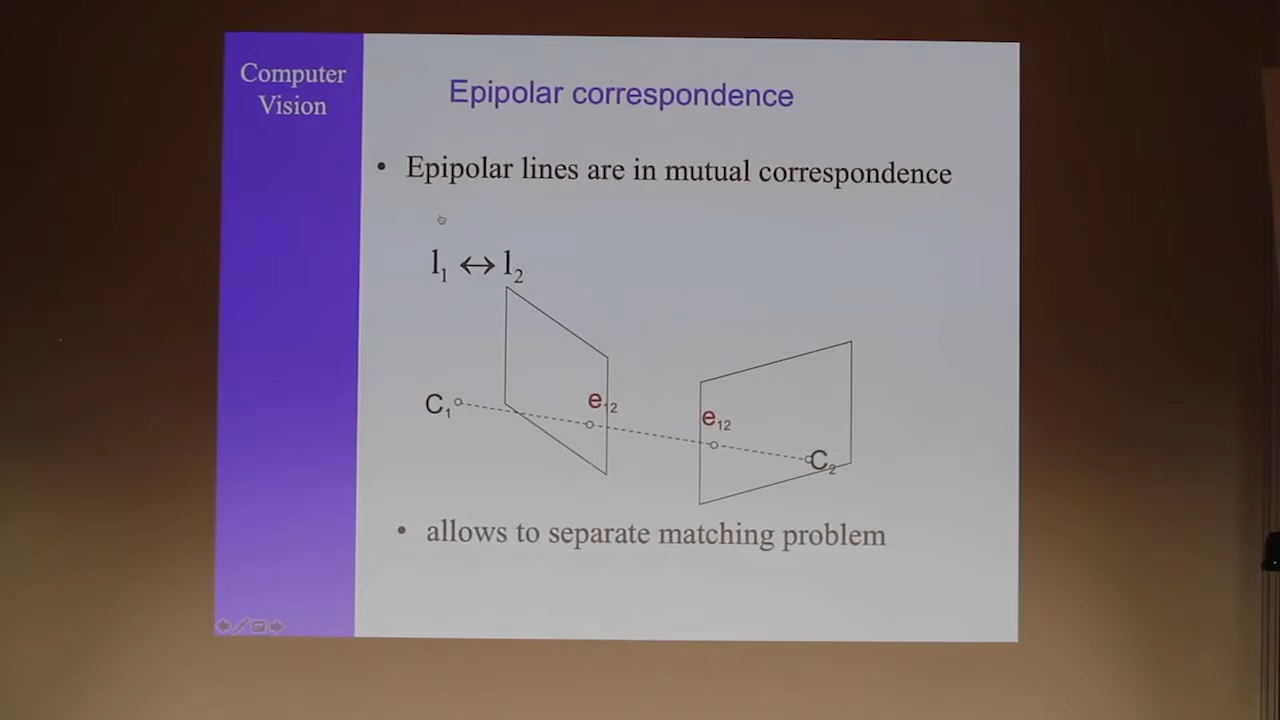 Computer
Vision
Epipolar correspondence
• Epipolar lines are in mutual correspondence
l₁ ↔ l₂
C₁
e₁₂
e₁₂
C₂
• allows to separate matching problem